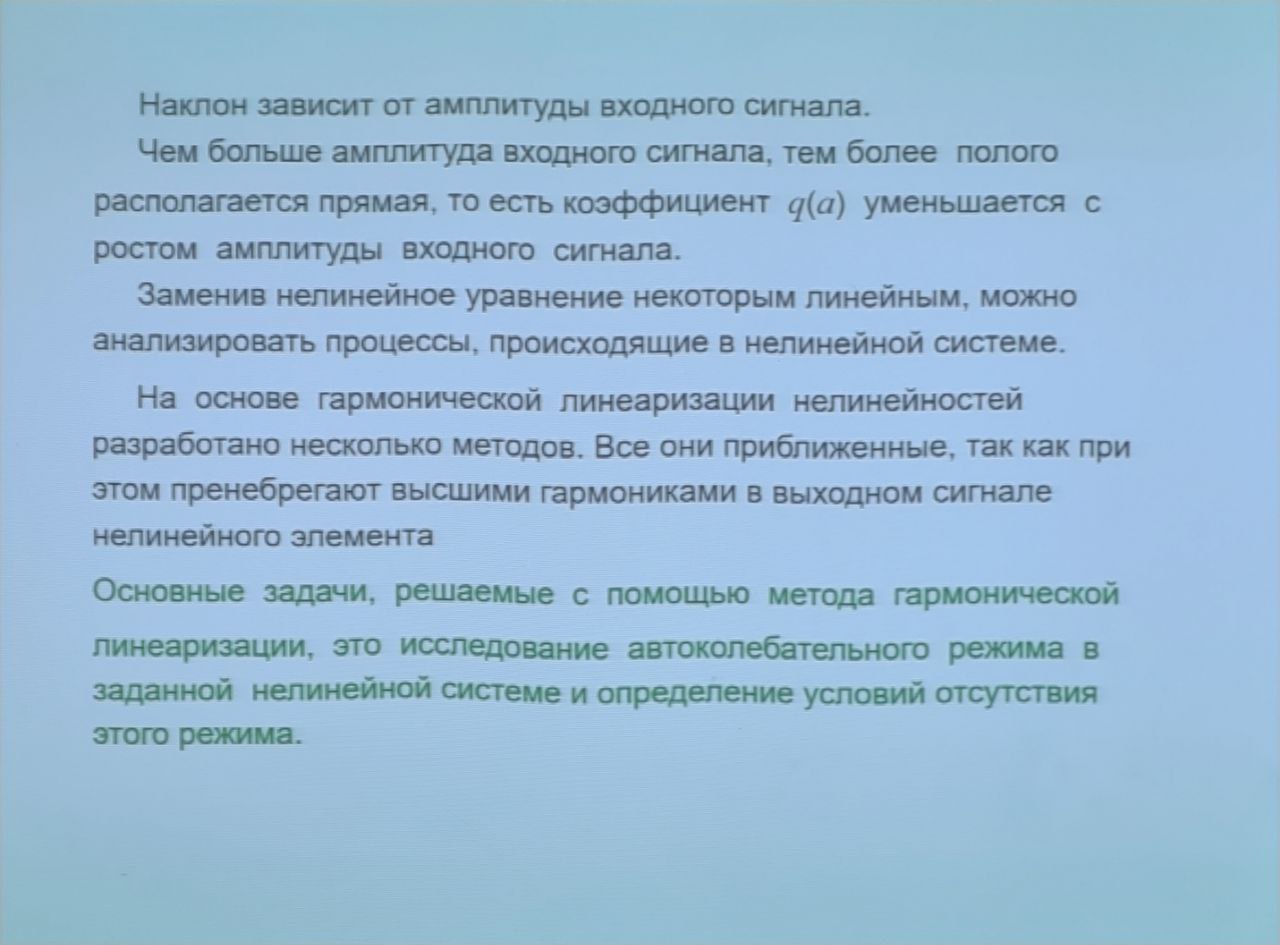 Наклон зависит от амплитуды входного сигнала.
Чем больше амплитуда входного сигнала, тем более полого
располагается прямая, то есть коэффициент q(a) уменьшается с
ростом амплитуды входного сигнала.
Заменив нелинейное уравнение некоторым линейным, можно
анализировать процессы, происходящие в нелинейной системе.
На основе гармонической линеаризации нелинейностей
разработано несколько методов. Все они приближенные, так как при
этом пренебрегают высшими гармониками в выходном сигнале
нелинейного элемента
Основные задачи, решаемые с помощью метода гармонической
линеаризации, это исследование автоколебательного режима в
заданной нелинейной системе и определение условий отсутствия
этого режима.